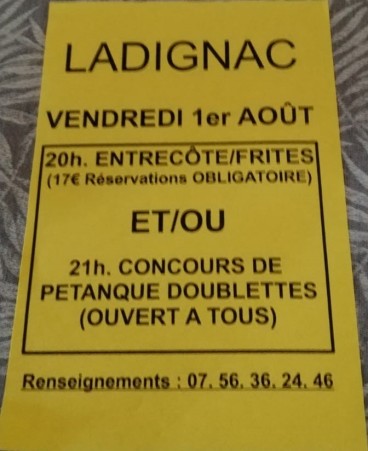 LADIGNAC
VENDREDI 1er AOÛT
20h. ENTRECÔTE/FRITES
(17€ Réservations OBLIGATOIRE)
ET/OU
21h. CONCOURS DE
PETANQUE DOUBLETTES
(OUVERT A TOUS)
Renseignements : 07. 56. 36. 24. 46